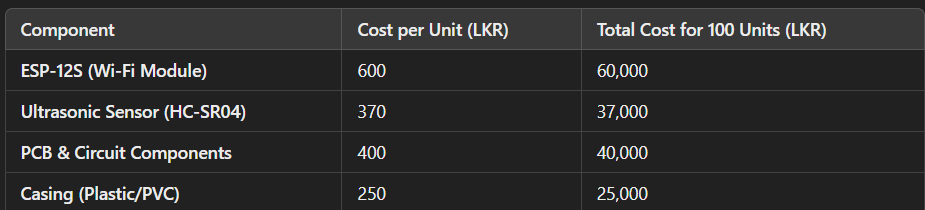 Component Cost per Unit (LKR) Total Cost for 100 Units (LKR)
ESP-12S (Wi-Fi Module) 600 60,000
Ultrasonic Sensor (HC-SR04) 370 37,000
PCB & Circuit Components 400 40,000
Casing (Plastic/PVC) 250 25,000